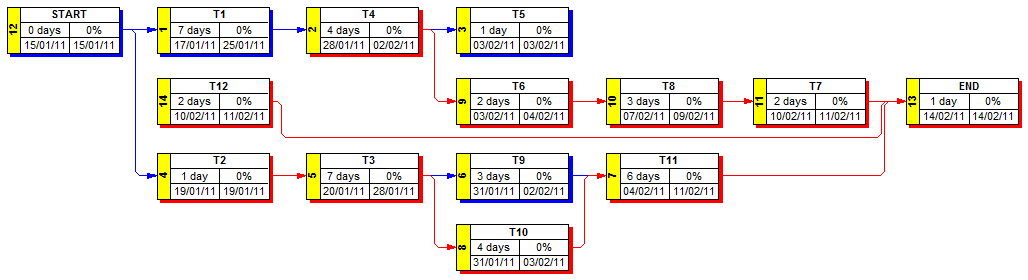 12
START
0 days 0%
15/01/11 15/01/11
1
T1
7 days 0%
17/01/11 25/01/11
2
T4
4 days 0%
28/01/11 02/02/11
3
T5
1 day 0%
03/02/11 03/02/11
14
T12
2 days 0%
10/02/11 11/02/11
9
T6
2 days 0%
03/02/11 04/02/11
10
T8
3 days 0%
07/02/11 09/02/11
11
T7
2 days 0%
10/02/11 11/02/11
13
END
1 day 0%
14/02/11 14/02/11
4
T2
1 day 0%
19/01/11 19/01/11
5
T3
7 days 0%
20/01/11 28/01/11
6
T9
3 days 0%
31/01/11 02/02/11
7
T11
6 days 0%
04/02/11 11/02/11
8
T10
4 days 0%
31/01/11 03/02/11